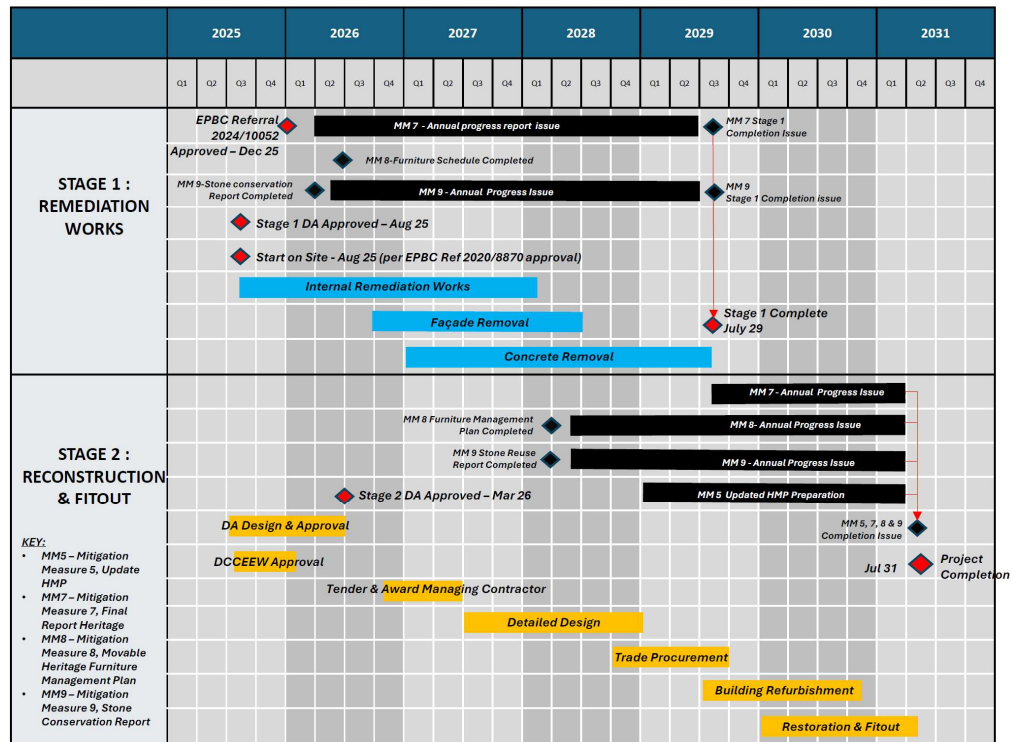 2025 2026 2027 2028 2029 2030 2031
Q1 Q2 Q3 Q4 Q1 Q2 Q3 Q4 Q1 Q2 Q3 Q4 Q1 Q2 Q3 Q4 Q1 Q2 Q3 Q4 Q1 Q2 Q3 Q4 Q1 Q2 Q3 Q4
STAGE 1 :
REMEDIATION
WORKS
EPBC Referral
2024/10052
Approved – Dec 25
MM 7 - Annual progress report issue
MM 7 Stage 1
Completion Issue
MM 8-Furniture Schedule Completed
MM 9-Stone conservation
Report Completed
MM 9 - Annual Progress Issue
MM 9
Stage 1 Completion issue
Stage 1 DA Approved – Aug 25
Start on Site - Aug 25 (per EPBC Ref 2020/8870 approval)
Internal Remediation Works
Façade Removal
Stage 1 Complete
July 29
Concrete Removal
STAGE 2 :
RECONSTRUCTION
& FITOUT
MM 7 - Annual Progress Issue
MM 8 Furniture Management
Plan Completed
MM 8- Annual Progress Issue
MM 9 Stone Reuse
Report Completed
MM 9 - Annual Progress Issue
Stage 2 DA Approved – Mar 26
MM 5 Updated HMP Preparation
DA Design & Approval
MM 5, 7, 8 & 9
Completion Issue
DCCEEW Approval
Jul 31
Project
Completion
Tender & Award Managing Contractor
Detailed Design
Trade Procurement
Building Refurbishment
Restoration & Fitout
KEY:
• MM5 – Mitigation
Measure 5, Update
HMP
• MM7 – Mitigation
Measure 7, Final
Report Heritage
• MM8 – Mitigation
Measure 8, Movable
Heritage Furniture
Management Plan
• MM9 – Mitigation
Measure 9, Stone
Conservation Report